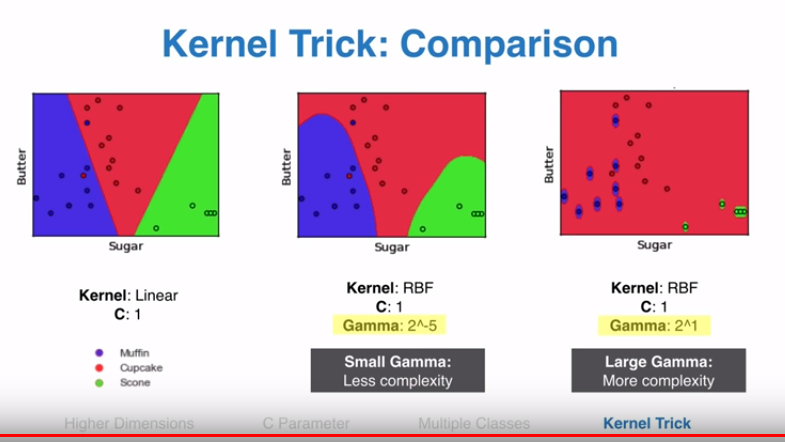 Kernel Trick: Comparison
Butter
Sugar
Butter
Sugar
Butter
Sugar
Kernel: Linear
C: 1
Kernel: RBF
C: 1
Gamma: 2^-5
Kernel: RBF
C: 1
Gamma: 2^1
Muffin
Cupcake
Scone
Small Gamma:
Less complexity
Large Gamma:
More complexity
Higher Dimensions C Parameter Multiple Classes Kernel Trick